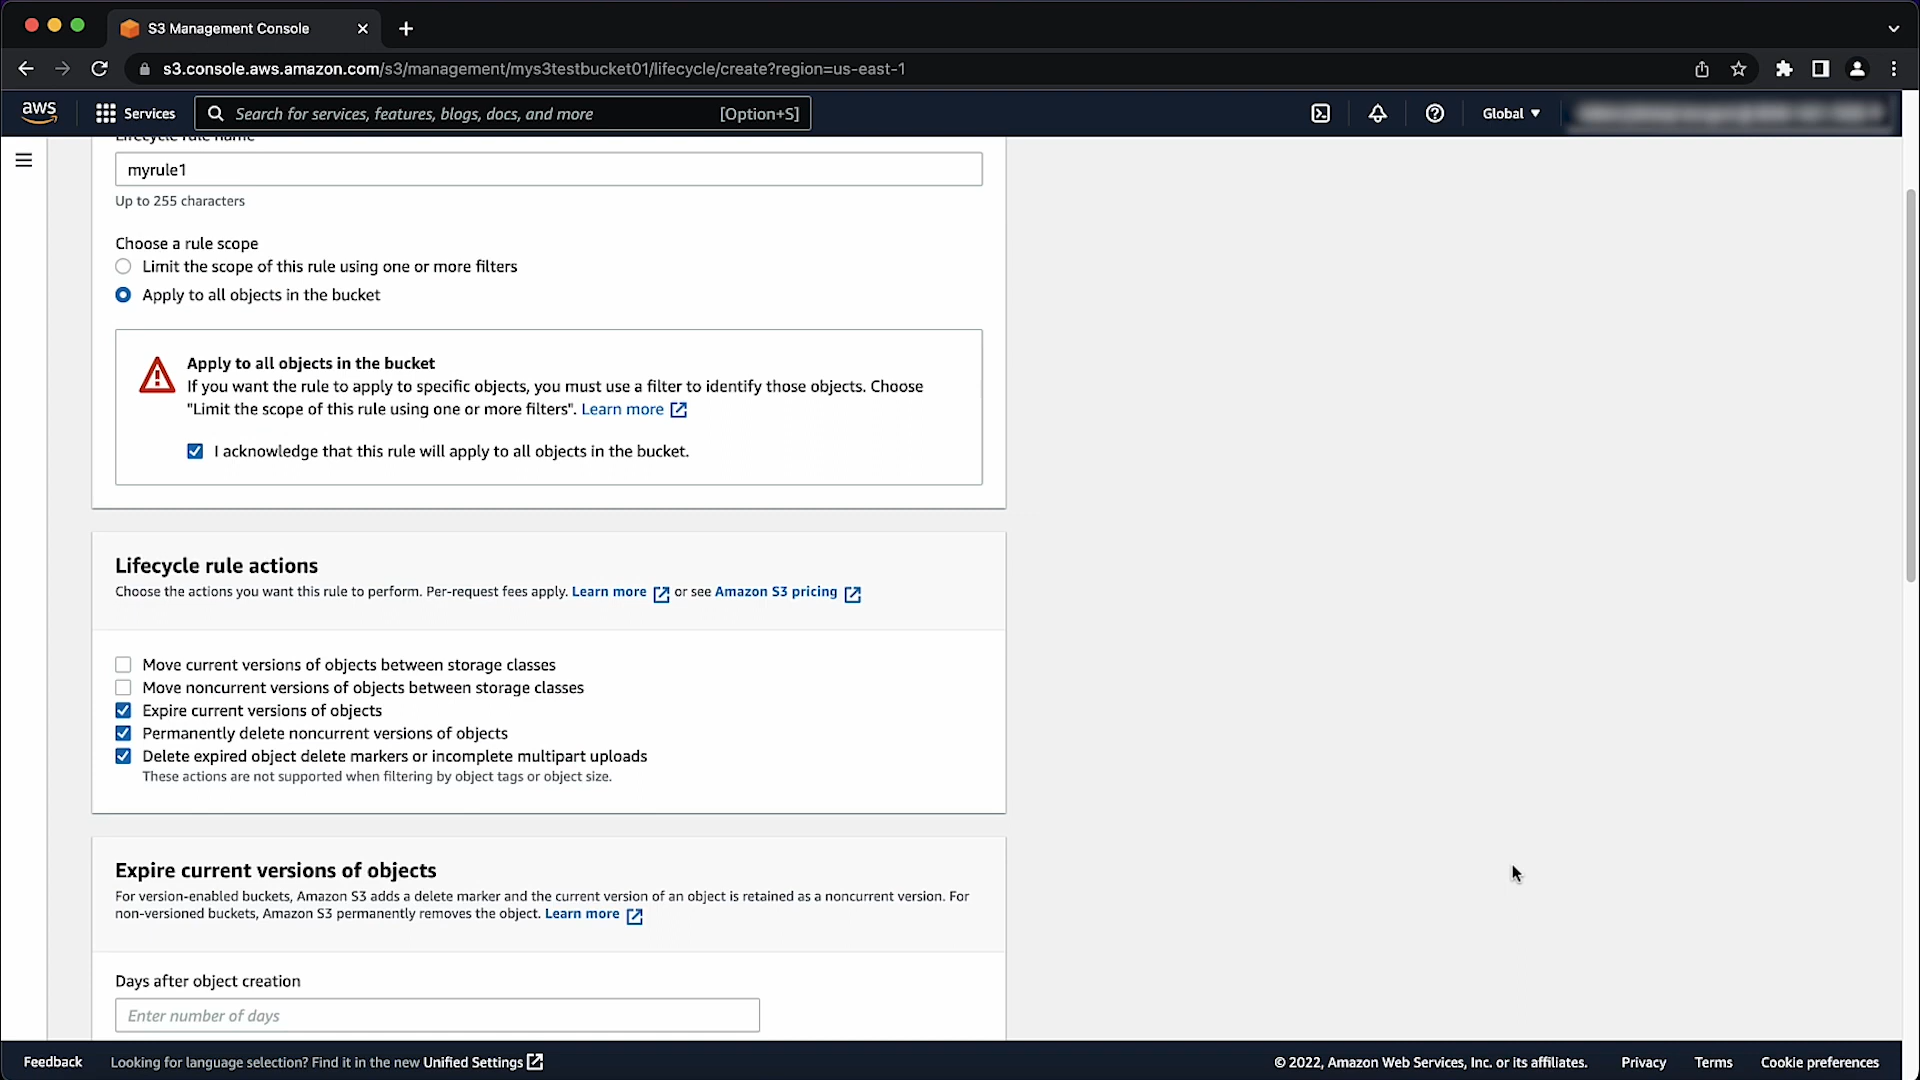 S3 Management Console
s3.console.aws.amazon.com/s3/management/mys3testbucket01/lifecycle/create?region=us-east-1
aws
Services
Search for services, features, blogs, docs, and more [Option+S]
Global
Lifecycle rule name
myrule1
Up to 255 characters
Choose a rule scope
Limit the scope of this rule using one or more filters
Apply to all objects in the bucket
Apply to all objects in the bucket
If you want the rule to apply to specific objects, you must use a filter to identify those objects. Choose
"Limit the scope of this rule using one or more filters". Learn more
I acknowledge that this rule will apply to all objects in the bucket.
Lifecycle rule actions
Choose the actions you want this rule to perform. Per-request fees apply. Learn more or see Amazon S3 pricing
Move current versions of objects between storage classes
Move noncurrent versions of objects between storage classes
Expire current versions of objects
Permanently delete noncurrent versions of objects
Delete expired object delete markers or incomplete multipart uploads
These actions are not supported when filtering by object tags or object size.
Expire current versions of objects
For version-enabled buckets, Amazon S3 adds a delete marker and the current version of an object is retained as a noncurrent version. For
non-versioned buckets, Amazon S3 permanently removes the object. Learn more
Days after object creation
Enter number of days
Feedback
Looking for language selection? Find it in the new Unified Settings
© 2022, Amazon Web Services, Inc. or its affiliates.
Privacy
Terms
Cookie preferences